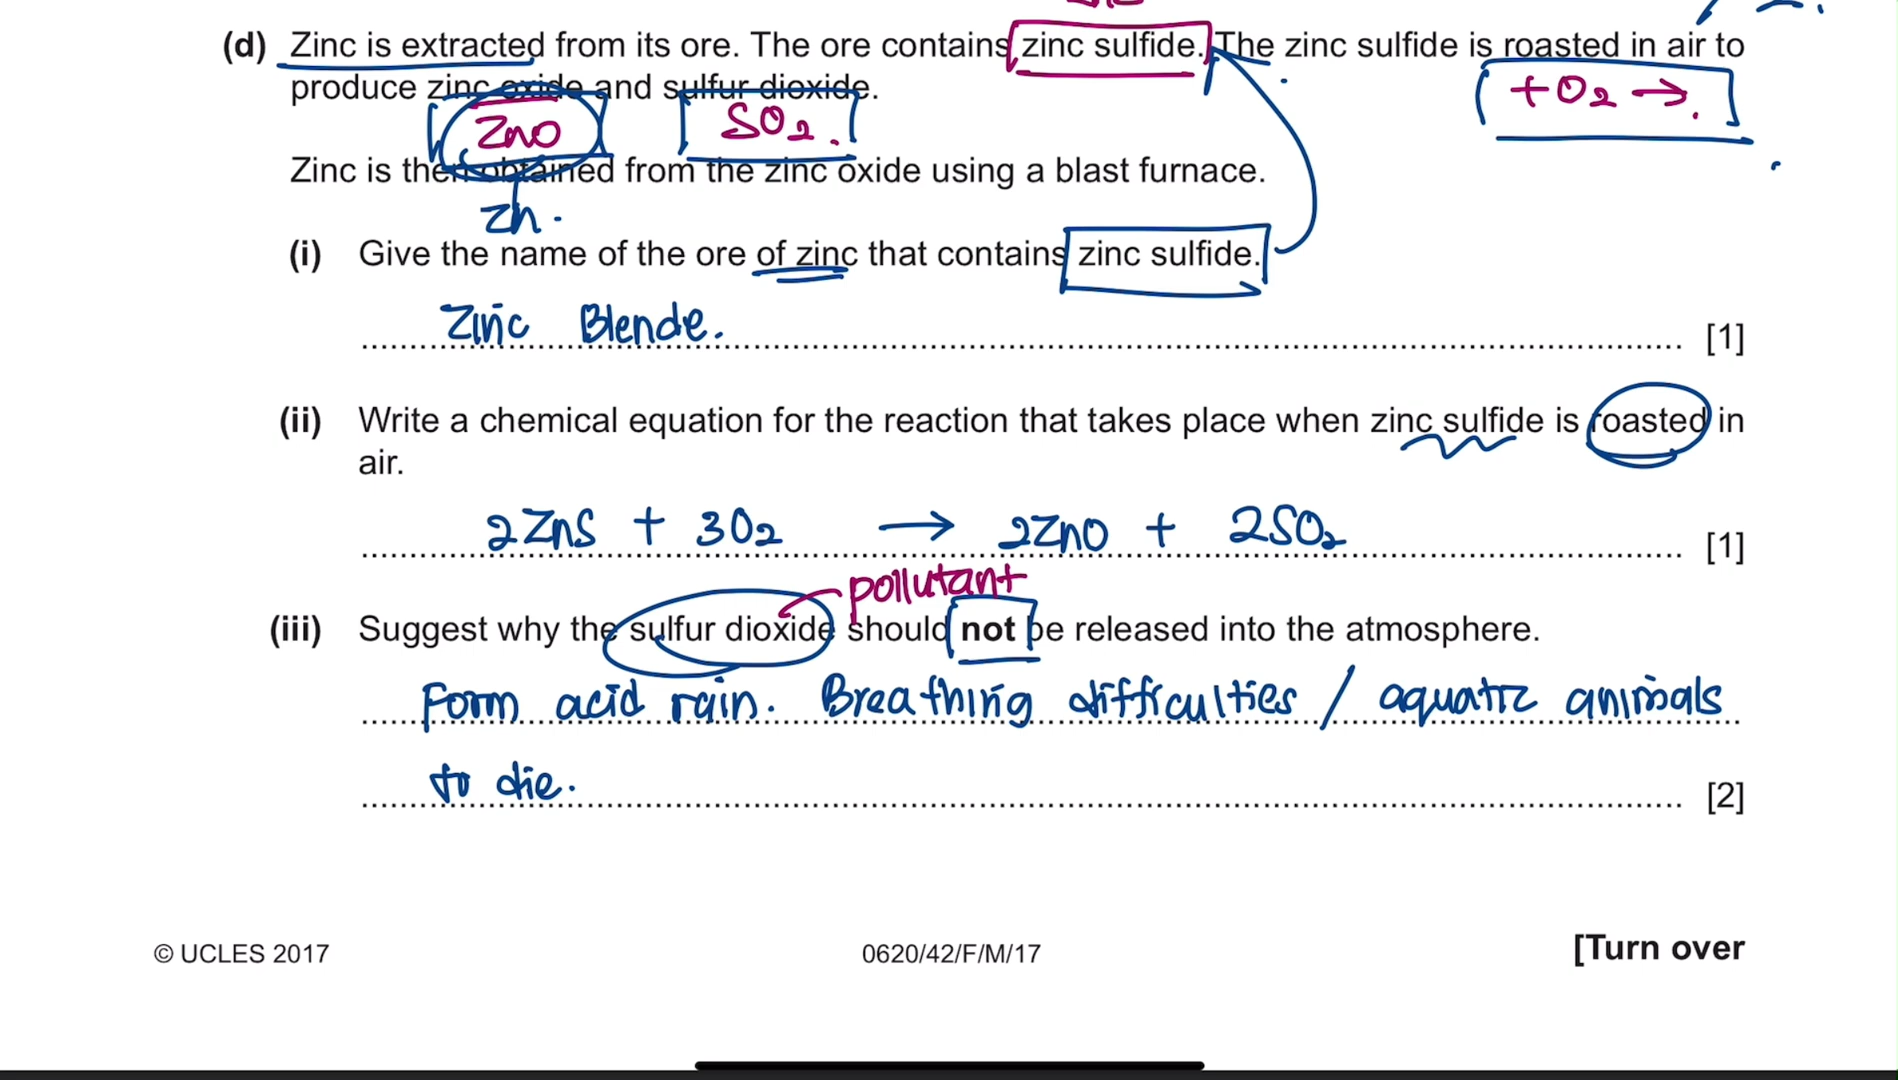 (d) Zinc is extracted from its ore. The ore contains zinc sulfide. The zinc sulfide is roasted in air to
produce zinc oxide and sulfur dioxide.
+O₂ →
ZnO SO₂.
Zinc is then obtained from the zinc oxide using a blast furnace.
Zn.
(i) Give the name of the ore of zinc that contains zinc sulfide.
Zinc Blende.
[1]
(ii) Write a chemical equation for the reaction that takes place when zinc sulfide is roasted in
air.
2ZnS + 3O₂ → 2ZnO + 2SO₂
[1]
pollutant
(iii) Suggest why the sulfur dioxide should not be released into the atmosphere.
Form acid rain. Breathing difficulties / aquatic animals
to die.
[2]
© UCLES 2017 0620/42/F/M/17 [Turn over